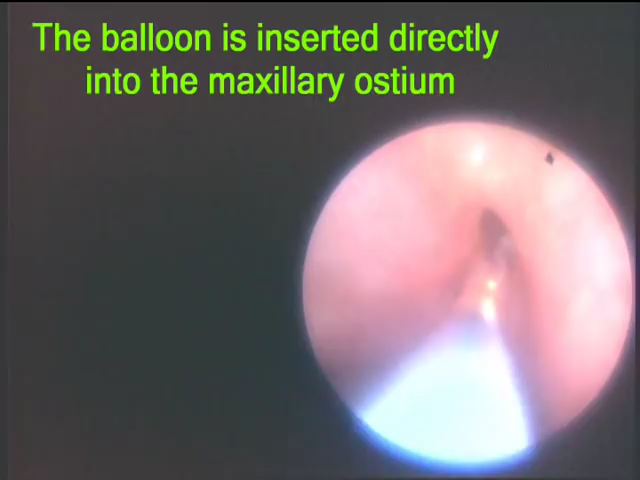 The balloon is inserted directly
into the maxillary ostium